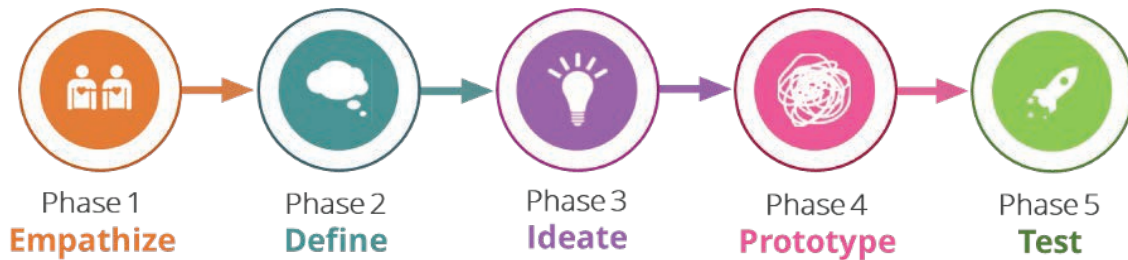 Phase 1
Empathize
Phase 2
Define
Phase 3
Ideate
Phase 4
Prototype
Phase 5
Test